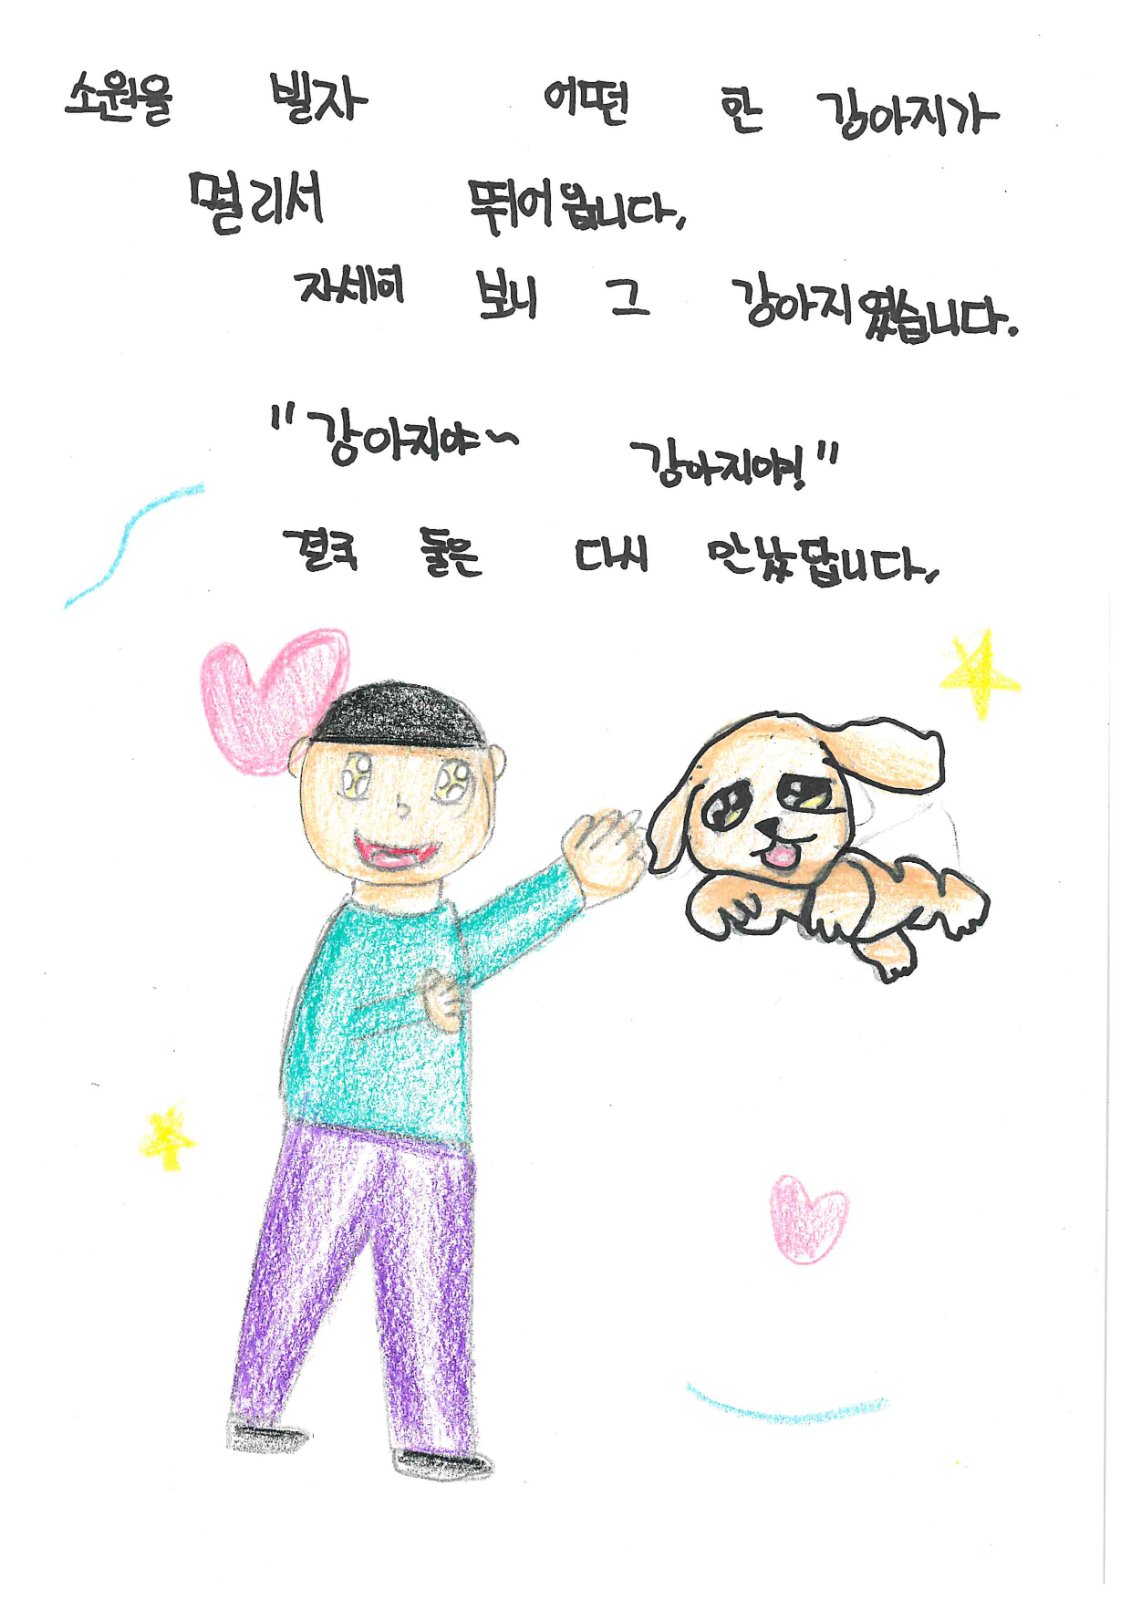 소원을 빌자 어떤 한 강아지가
멀리서 뛰어옵니다.
자세히 보니 그 강아지였습니다.
"강아지야~ 강아지야!"
결국 둘은 다시 만났답니다.